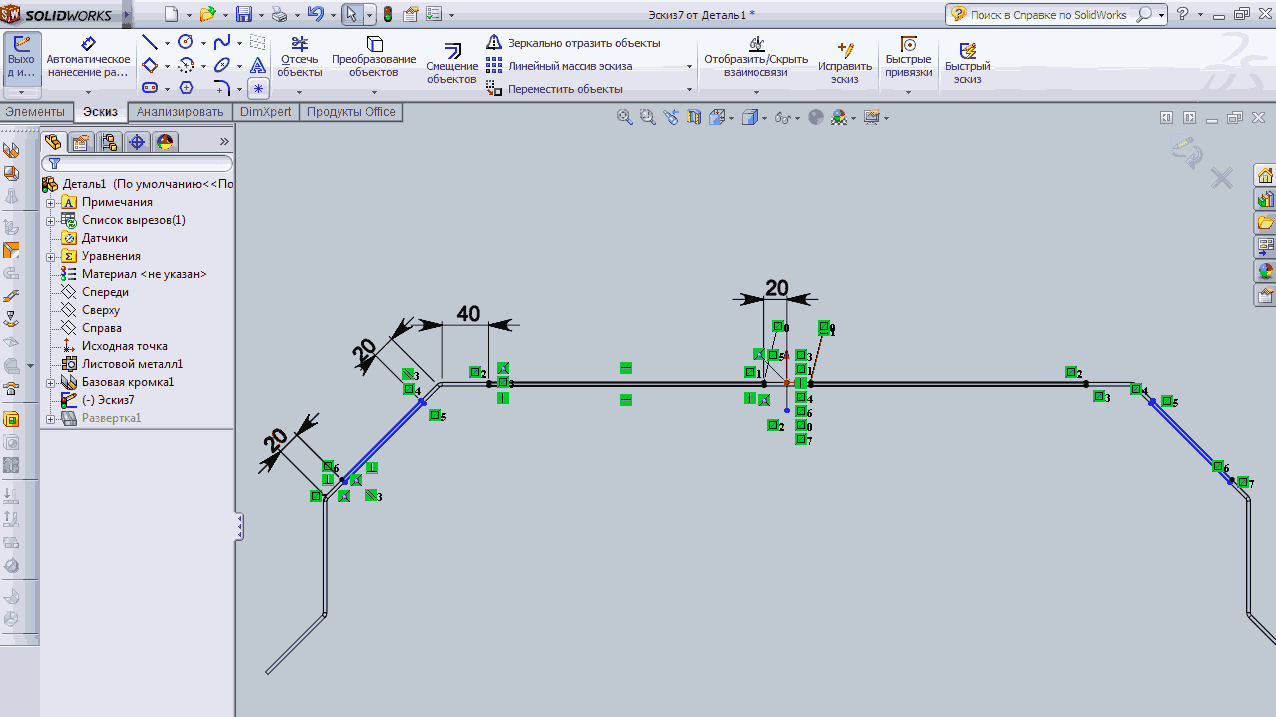 SOLIDWORKS
Эскиз7 от Деталь1 *
Поиск в Справке по SolidWorks
Выхо
д и...
Автоматическое
нанесение ра...
Отсечь
объекты
Преобразование
объектов
Смещение
объектов
Зеркально отразить объекты
Линейный массив эскиза
Переместить объекты
Отобразить/Скрыть
взаимосвязи
Исправить
эскиз
Быстрые
привязки
Быстрый
эскиз
Элементы
Эскиз
Анализировать
DimXpert
Продукты Office
Деталь1 (По умолчанию<<По
Примечания
Список вырезов(1)
Датчики
Уравнения
Материал <не указан>
Спереди
Сверху
Справа
Исходная точка
Листовой металл1
Базовая кромка1
(-) Эскиз7
Развертка1
20
40
20
20